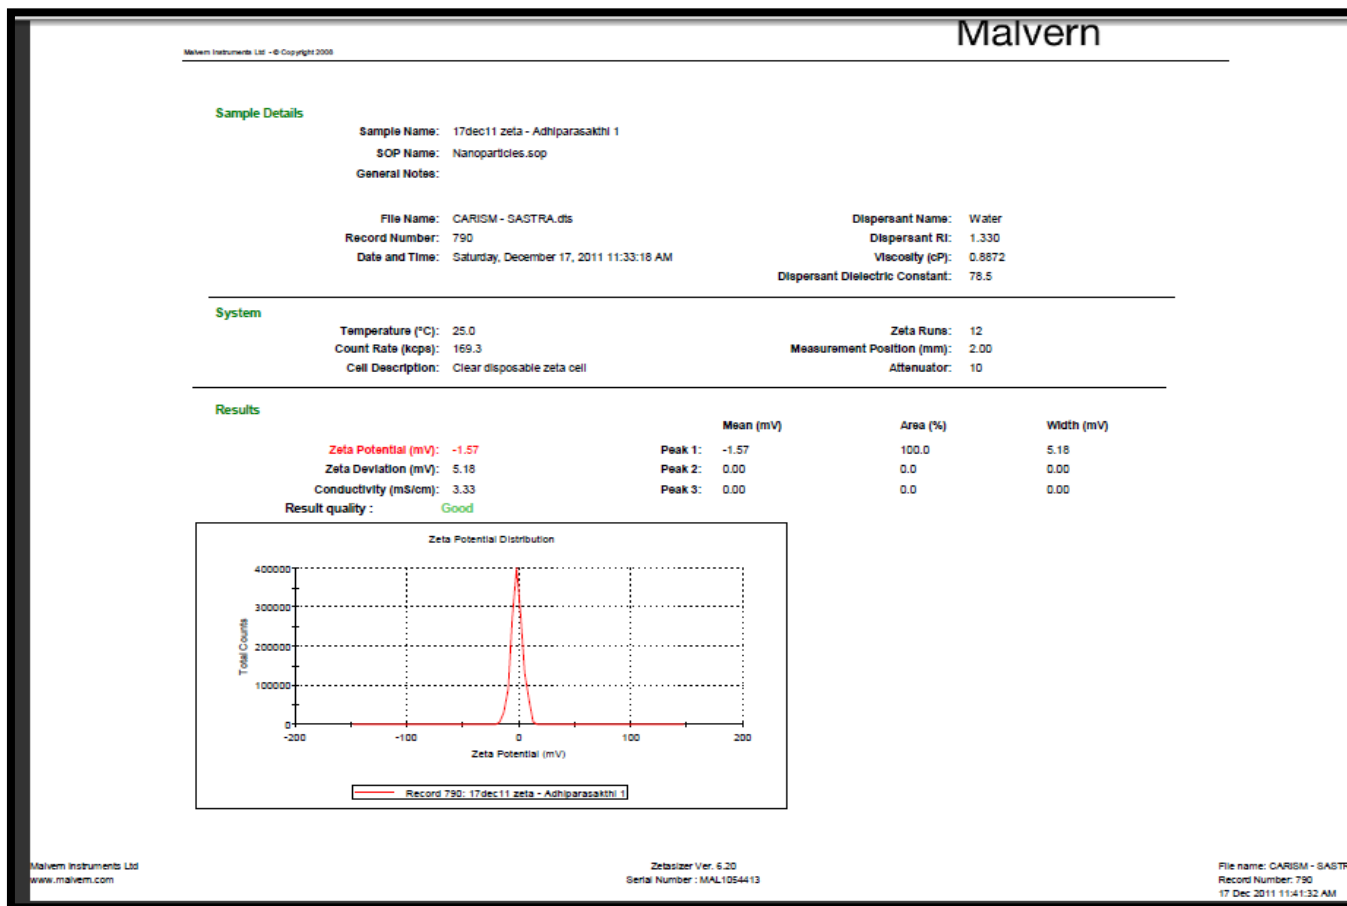 Malvern
Malvern Instruments Ltd - © Copyright 2008
Sample Details
Sample Name: 17dec11 zeta - Adhiparasakthi 1
SOP Name: Nanoparticles.sop
General Notes:
File Name: CARISM - SASTRA.dts Dispersant Name: Water
Record Number: 790 Dispersant RI: 1.330
Date and Time: Saturday, December 17, 2011 11:33:18 AM Viscosity (cP): 0.8872
Dispersant Dielectric Constant: 78.5
System
Temperature (°C): 25.0 Zeta Runs: 12
Count Rate (kcps): 169.3 Measurement Position (mm): 2.00
Cell Description: Clear disposable zeta cell Attenuator: 10
Results
Mean (mV) Area (%) Width (mV)
Zeta Potential (mV): -1.57 Peak 1: -1.57 100.0 5.18
Zeta Deviation (mV): 5.18 Peak 2: 0.00 0.0 0.00
Conductivity (mS/cm): 3.33 Peak 3: 0.00 0.0 0.00
Result quality : Good
Zeta Potential Distribution
400000
300000
200000
100000
0
Total Counts
-200 -100 0 100 200
Zeta Potential (mV)
Record 790: 17dec11 zeta - Adhiparasakthi 1
Malvern Instruments Ltd Zetasizer Ver. 6.20 File name: CARISM - SASTR
www.malvern.com Serial Number : MAL1054413 Record Number: 790
17 Dec 2011 11:41:32 AM